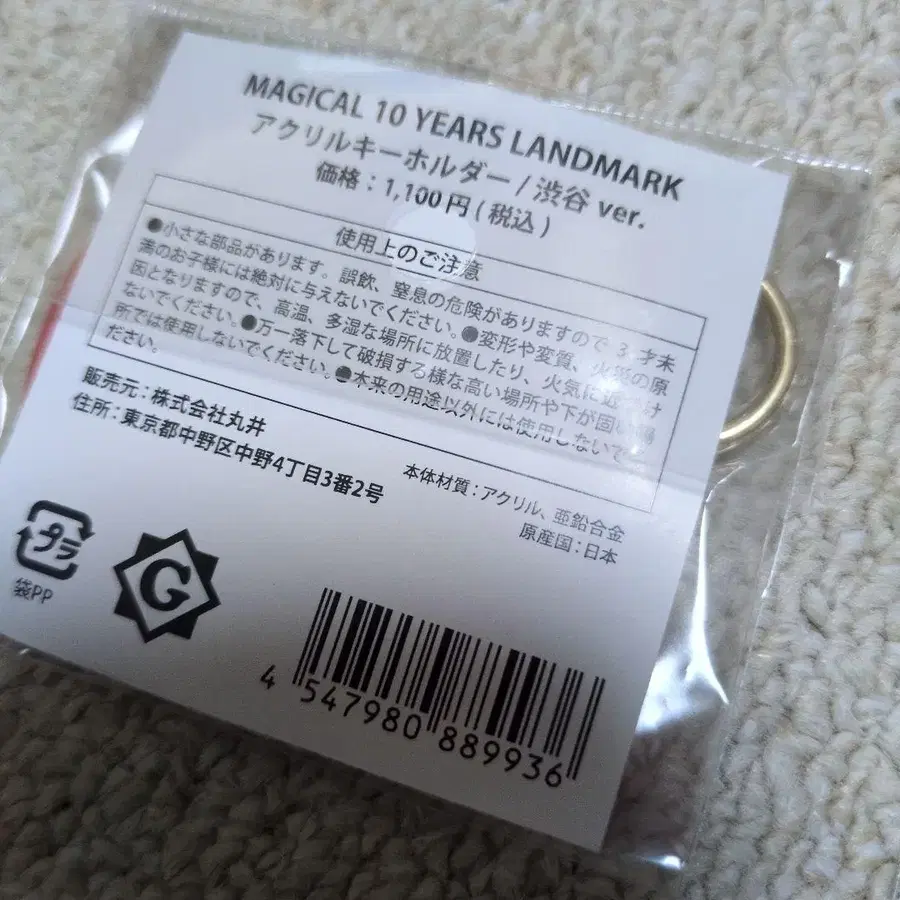 MAGICAL 10 YEARS LANDMARK
アクリルキーホルダー / 渋谷 ver.
価格：1,100円 (税込)
使用上のご注意
●小さな部品があります。誤飲、窒息の危険がありますので 3 才未
満のお子様には絶対に与えないでください。●変形や変質、火災の原
因となりますので、高温、多湿な場所に放置したり、火気に近づけ
ないでください。●万一落下して破損する様な高い場所や下が固い場
所では使用しないでください。●本来の用途以外には使用しないで
ください。
販売元：株式会社丸井
住所：東京都中野区中野4丁目3番2号
本体材質：アクリル、亜鉛合金
原産国：日本
プラ
袋PP
G
4 547980 889936